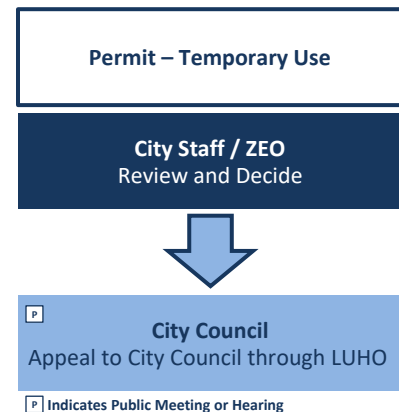 Permit – Temporary Use
City Staff / ZEO
Review and Decide
P
City Council
Appeal to City Council through LUHO
P Indicates Public Meeting or Hearing